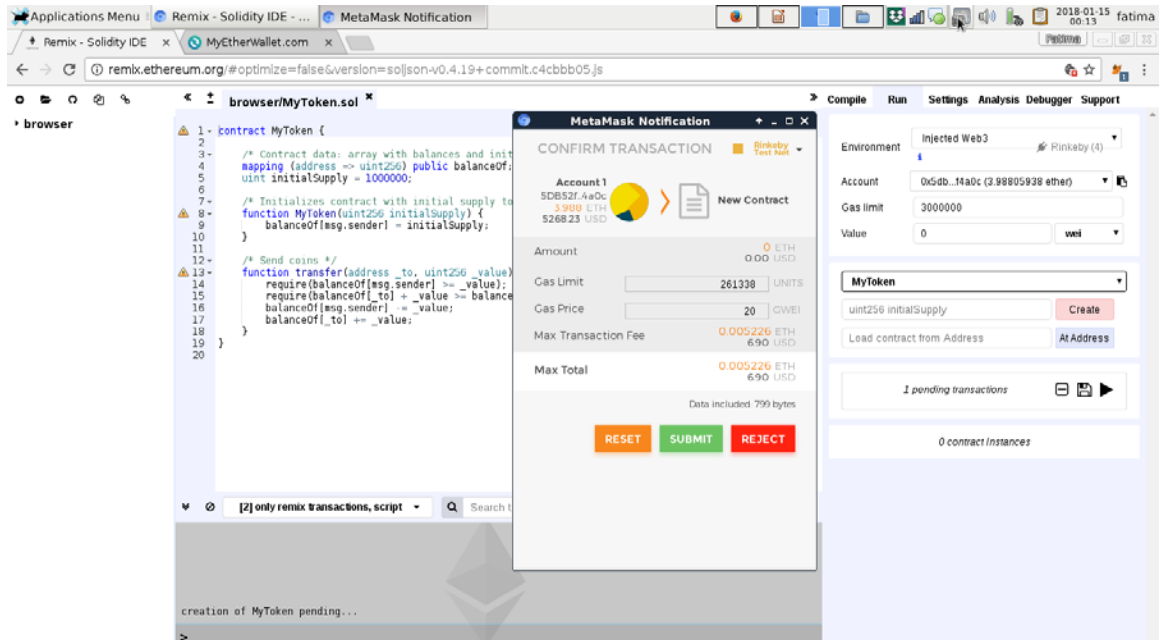 Applications Menu
Remix - Solidity IDE - ...
MetaMask Notification
2018-01-15
00:13
fatima
Remix - Solidity IDE ×
MyEtherWallet.com ×
Fatima
remix.ethereum.org/#optimize=false&version=soljson-v0.4.19+commit.c4cbbb05.js
1
browser
browser/MyToken.sol ×
1 contract MyToken {
2
3 /* Contract data: array with balances and init
4 mapping (address => uint256) public balanceOf;
5 uint initialSupply = 1000000;
6
7 /* Initializes contract with initial supply to
8 function MyToken(uint256 initialSupply) {
9 balanceOf[msg.sender] = initialSupply;
10 }
11
12 /* Send coins */
13 function transfer(address _to, uint256 _value)
14 require(balanceOf[msg.sender] >= _value);
15 require(balanceOf[_to] + _value >= balance
16 balanceOf[msg.sender] -= _value;
17 balanceOf[_to] += _value;
18 }
19 }
20
[2] only remix transactions, script
Search t
creation of MyToken pending...
>
MetaMask Notification
CONFIRM TRANSACTION
Rinkeby
Test Net
Account 1
5DB52f...4a0c
3.988 ETH
5268.23 USD
New Contract
Amount
0 ETH
0.00 USD
Gas Limit
261338 UNITS
Gas Price
20 GWEI
Max Transaction Fee
0.005226 ETH
6.90 USD
Max Total
0.005226 ETH
6.90 USD
Data included: 799 bytes
RESET
SUBMIT
REJECT
Compile Run Settings Analysis Debugger Support
Environment
Injected Web3
Rinkeby (4)
i
Account
0x5db...f4a0c (3.98805938 ether)
Gas limit
3000000
Value
0
wei
MyToken
uint256 initialSupply
Create
Load contract from Address
At Address
1 pending transactions
0 contract Instances